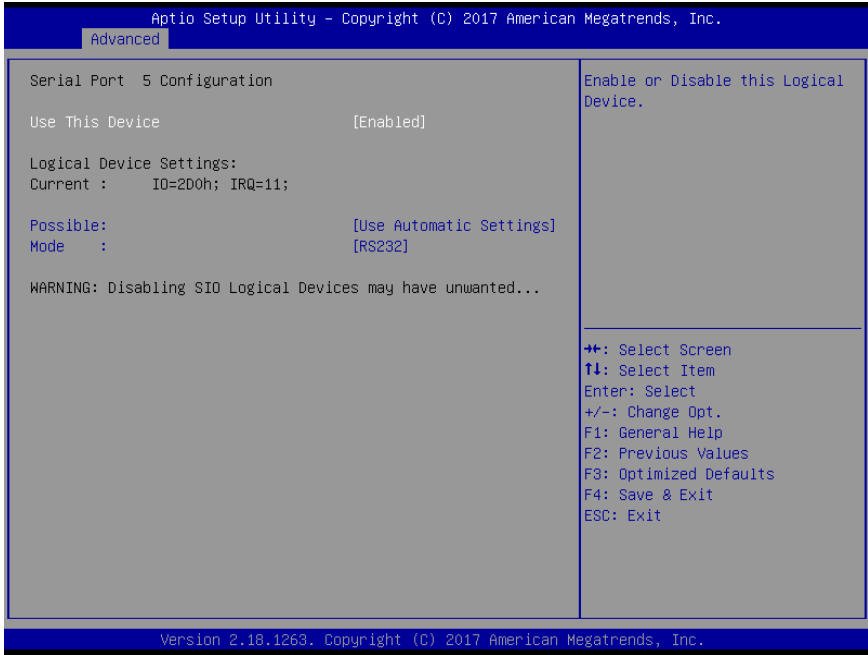 Aptio Setup Utility – Copyright (C) 2017 American Megatrends, Inc.
Advanced
Serial Port 5 Configuration
Use This Device [Enabled]
Logical Device Settings:
Current : IO=2D0h; IRQ=11;
Possible: [Use Automatic Settings]
Mode : [RS232]
WARNING: Disabling SIO Logical Devices may have unwanted...
Enable or Disable this Logical
Device.
→←: Select Screen
↑↓: Select Item
Enter: Select
+/-: Change Opt.
F1: General Help
F2: Previous Values
F3: Optimized Defaults
F4: Save & Exit
ESC: Exit
Version 2.18.1263. Copyright (C) 2017 American Megatrends, Inc.